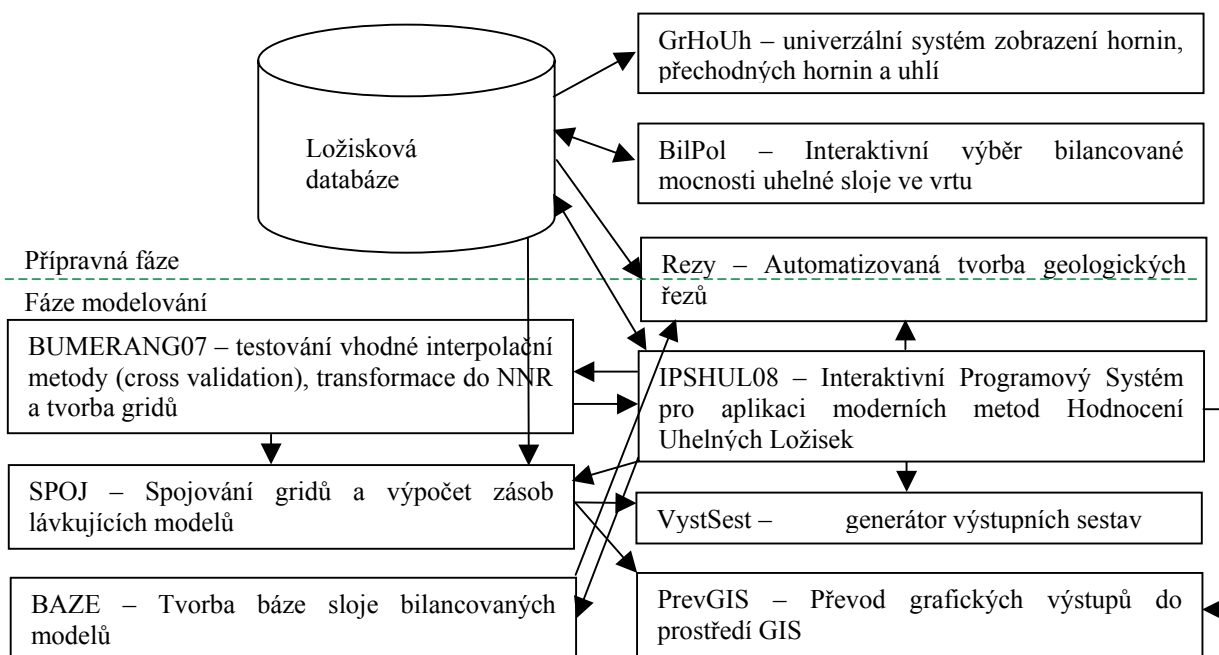 GrHoUh – univerzální systém zobrazení hornin,
přechodných hornin a uhlí
Ložisková
databáze
BilPol – Interaktivní výběr bilancované
mocnosti uhelné sloje ve vrtu
Přípravná fáze
Rezy – Automatizovaná tvorba geologických
řezů
Fáze modelování
BUMERANG07 – testování vhodné interpolační
metody (cross validation), transformace do NNR
a tvorba gridů
IPSHUL08 – Interaktivní Programový Systém
pro aplikaci moderních metod Hodnocení
Uhelných Ložisek
SPOJ – Spojování gridů a výpočet zásob
lávkujících modelů
VystSest – generátor výstupních sestav
BAZE – Tvorba báze sloje bilancovaných
modelů
PrevGIS – Převod grafických výstupů do
prostředí GIS